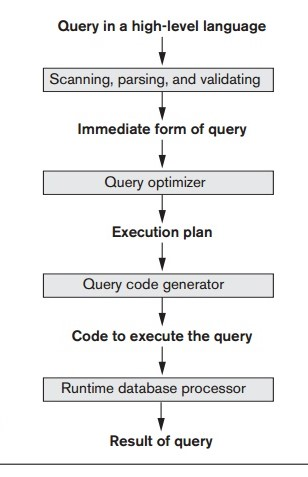 Query in a high-level language
Scanning, parsing, and validating
Immediate form of query
Query optimizer
Execution plan
Query code generator
Code to execute the query
Runtime database processor
Result of query